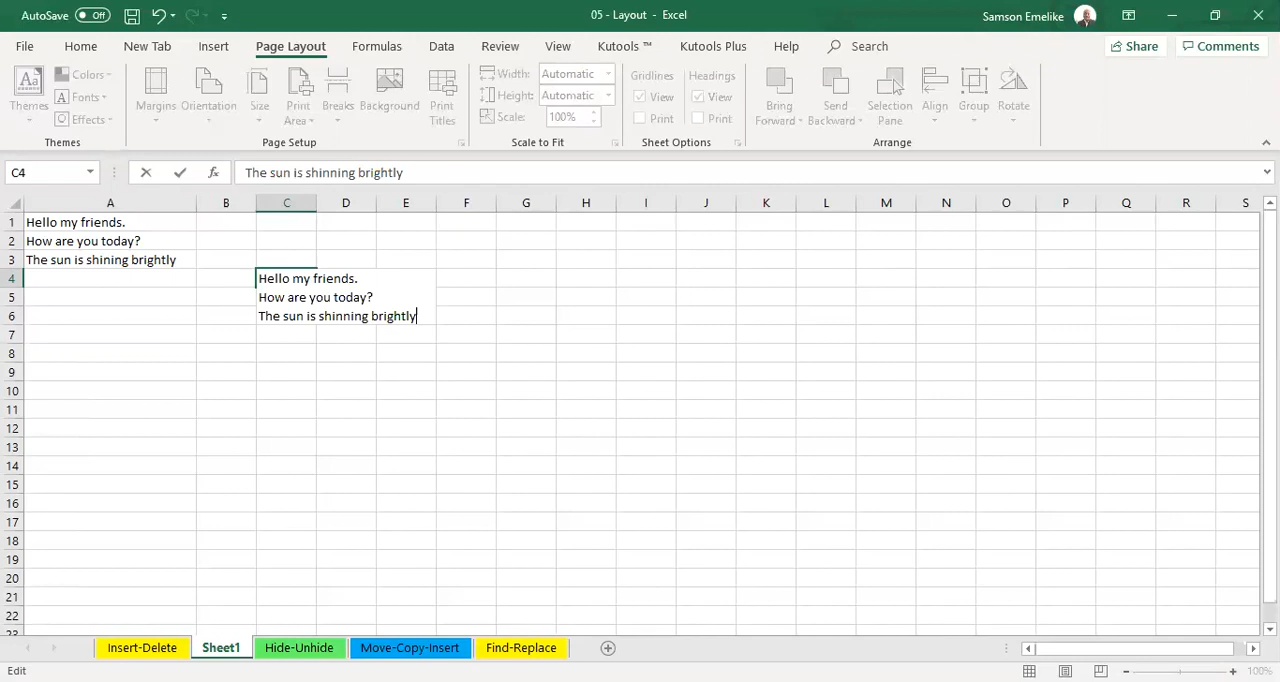 AutoSave Off 05 - Layout - Excel Samson Emelike
File Home New Tab Insert Page Layout Formulas Data Review View Kutools ™ Kutools Plus Help Search Share Comments
Themes Colors Fonts Effects Themes
Margins Orientation Size Print Area Breaks Background Print Titles Page Setup
Width: Automatic
Height: Automatic
Scale: 100%
Scale to Fit
Gridlines Headings
View View
Print Print
Sheet Options
Bring Forward Send Backward Selection Pane Align Group Rotate
Arrange
C4 fx The sun is shinning brightly
A B C D E F G H I J K L M N O P Q R S
1 Hello my friends.
2 How are you today?
3 The sun is shining brightly
4 Hello my friends.
5 How are you today?
6 The sun is shinning brightly
7
8
9
10
11
12
13
14
15
16
17
18
19
20
21
22
23
Insert-Delete Sheet1 Hide-Unhide Move-Copy-Insert Find-Replace
Edit 100%